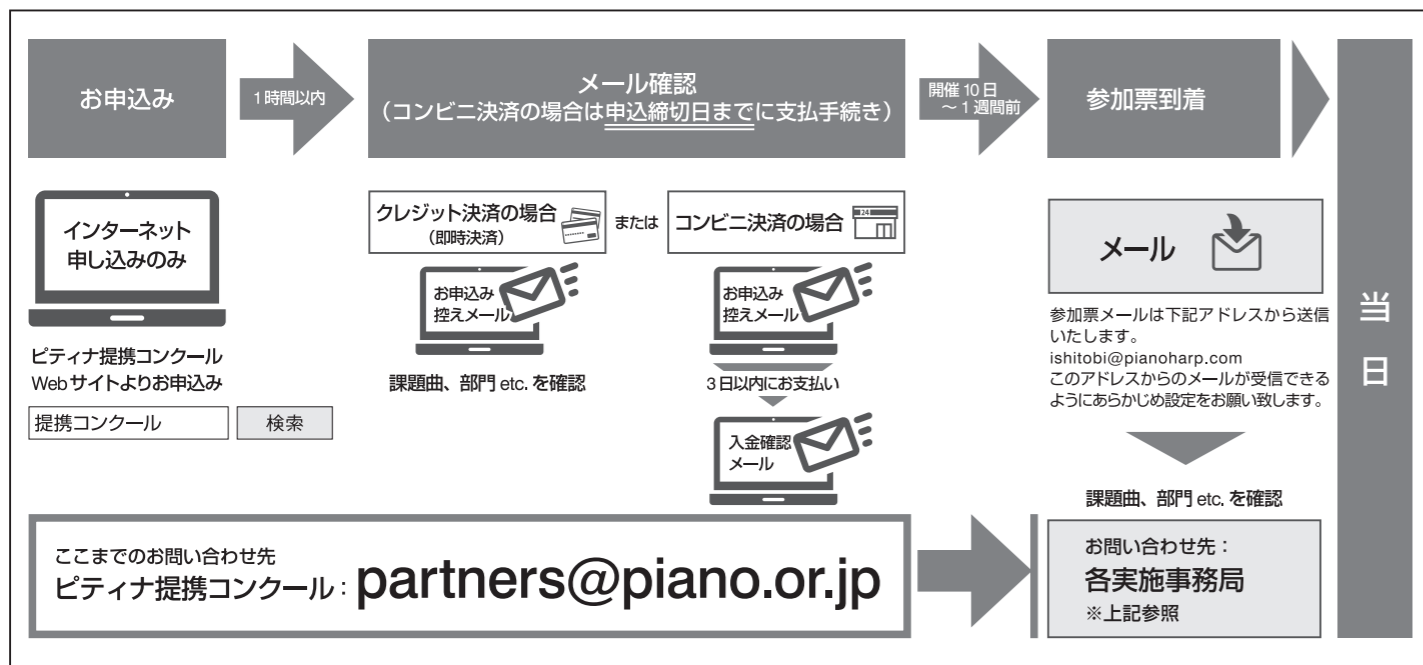 お申込み
1時間以内
メール確認
(コンビニ決済の場合は申込締切日までに支払手続き)
開催10日
～1週間前
参加票到着
当日
インターネット
申し込みのみ
ピティナ提携コンクール
Webサイトよりお申込み
提携コンクール
検索
クレジット決済の場合
(即時決済)
または
コンビニ決済の場合
24
お申込み
控えメール
課題曲、部門 etc. を確認
お申込み
控えメール
3日以内にお支払い
入金確認
メール
メール
参加票メールは下記アドレスから送信
いたします。
ishitobi@pianoharp.com
このアドレスからのメールが受信できる
ようにあらかじめ設定をお願い致します。
課題曲、部門 etc. を確認
ここまでのお問い合わせ先
ピティナ提携コンクール：partners@piano.or.jp
お問い合わせ先：
各実施事務局
※上記参照